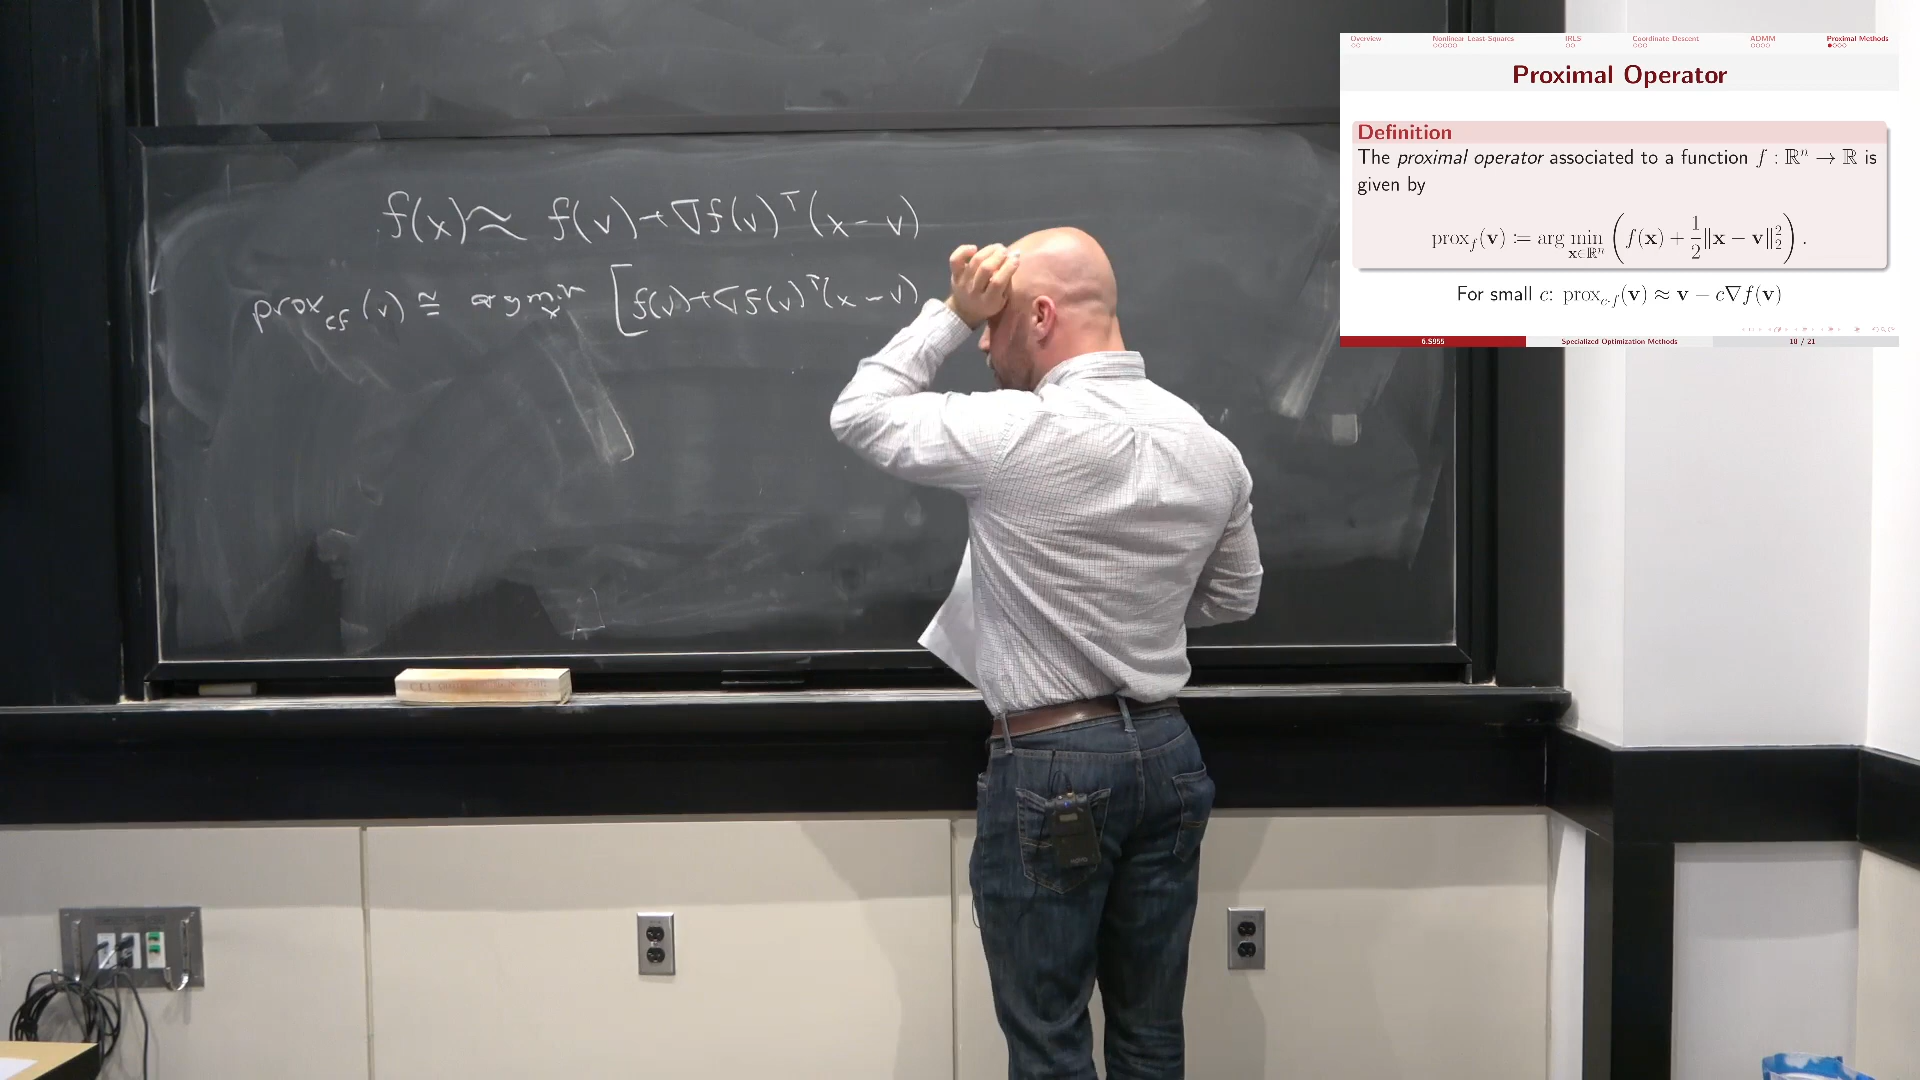 f(x) ≈ f(v) + ∇f(v)ᵀ(x − v)
prox_cf (v) ≅ arg min_x [f(v) + ∇f(v)ᵀ(x − v)
Overview
Nonlinear Least-Squares
IRLS
Coordinate Descent
ADMM
Proximal Methods
Proximal Operator
Definition
The proximal operator associated to a function f : ℝⁿ → ℝ is
given by
prox_f(v) := arg min_{x∈ℝⁿ} ( f(x) + 1/2 ‖x − v‖₂² ) .
For small c: prox_{c·f}(v) ≈ v − c∇f(v)
6.S955
Specialized Optimization Methods
18 / 21